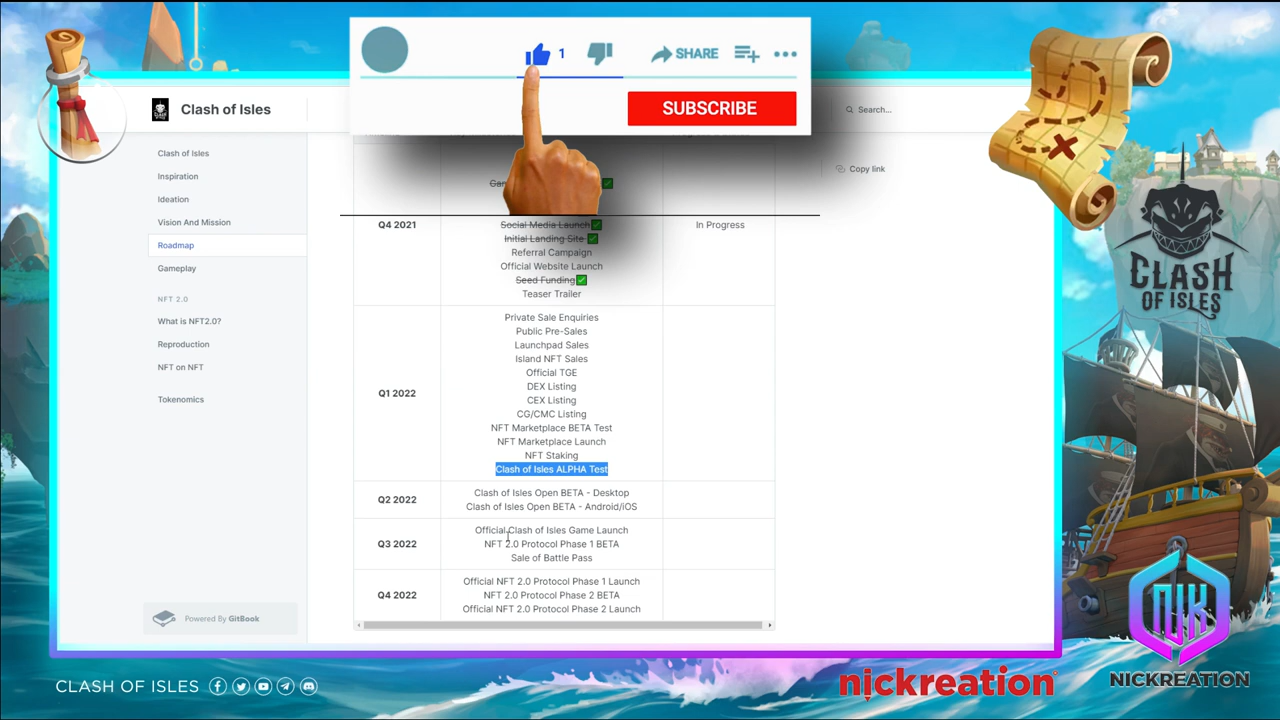 1
SHARE
SUBSCRIBE
Clash of Isles
Search...
Clash of Isles
Inspiration
Ideation
Vision And Mission
Roadmap
Gameplay
NFT 2.0
What is NFT2.0?
Reproduction
NFT on NFT
Tokenomics
Powered By GitBook
Copy link
Q4 2021
Social Media Launch
Initial Landing Site
Referral Campaign
Official Website Launch
Seed Funding
Teaser Trailer
In Progress
Q1 2022
Private Sale Enquiries
Public Pre-Sales
Launchpad Sales
Island NFT Sales
Official TGE
DEX Listing
CEX Listing
CG/CMC Listing
NFT Marketplace BETA Test
NFT Marketplace Launch
NFT Staking
Clash of Isles ALPHA Test
Q2 2022
Clash of Isles Open BETA - Desktop
Clash of Isles Open BETA - Android/iOS
Q3 2022
Official Clash of Isles Game Launch
NFT 2.0 Protocol Phase 1 BETA
Sale of Battle Pass
Q4 2022
Official NFT 2.0 Protocol Phase 1 Launch
NFT 2.0 Protocol Phase 2 BETA
Official NFT 2.0 Protocol Phase 2 Launch
CLASH
OF ISLES
CLASH OF ISLES
nickreation
NICKREATION